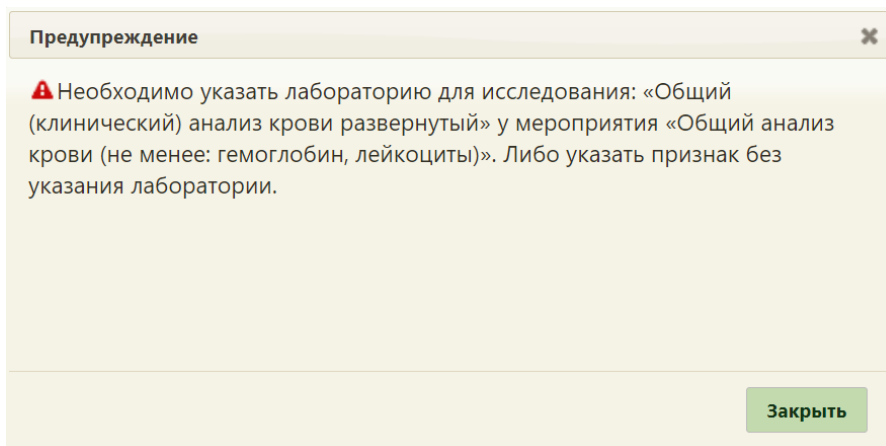 Предупреждение
Необходимо указать лабораторию для исследования: «Общий
(клинический) анализ крови развернутый» у мероприятия «Общий анализ
крови (не менее: гемоглобин, лейкоциты)». Либо указать признак без
указания лаборатории.
Закрыть